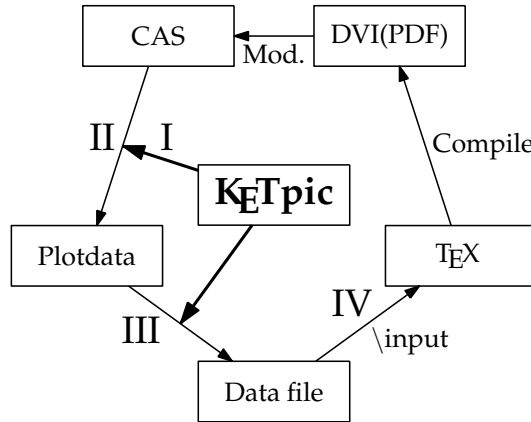 CAS
DVI(PDF)
Mod.
II
I
Compile
KETpic
Plotdata
TEX
III
IV
\input
Data file